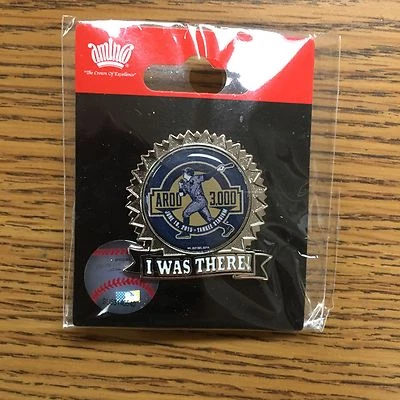 aminco
"The Crown Of Excellence"
®
AROD 3,000
JUNE 19, 2015 • YANKEE STADIUM
I WAS THERE!